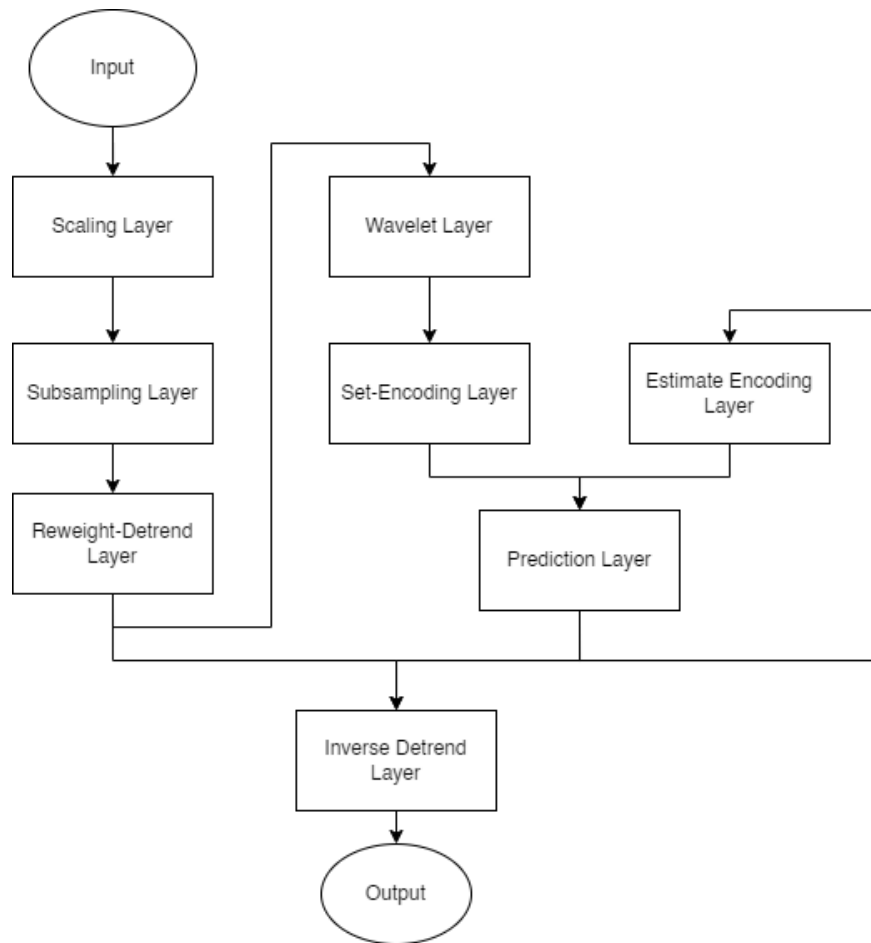 Input
Scaling Layer
Wavelet Layer
Subsampling Layer
Set-Encoding Layer
Estimate Encoding
Layer
Reweight-Detrend
Layer
Prediction Layer
Inverse Detrend
Layer
Output